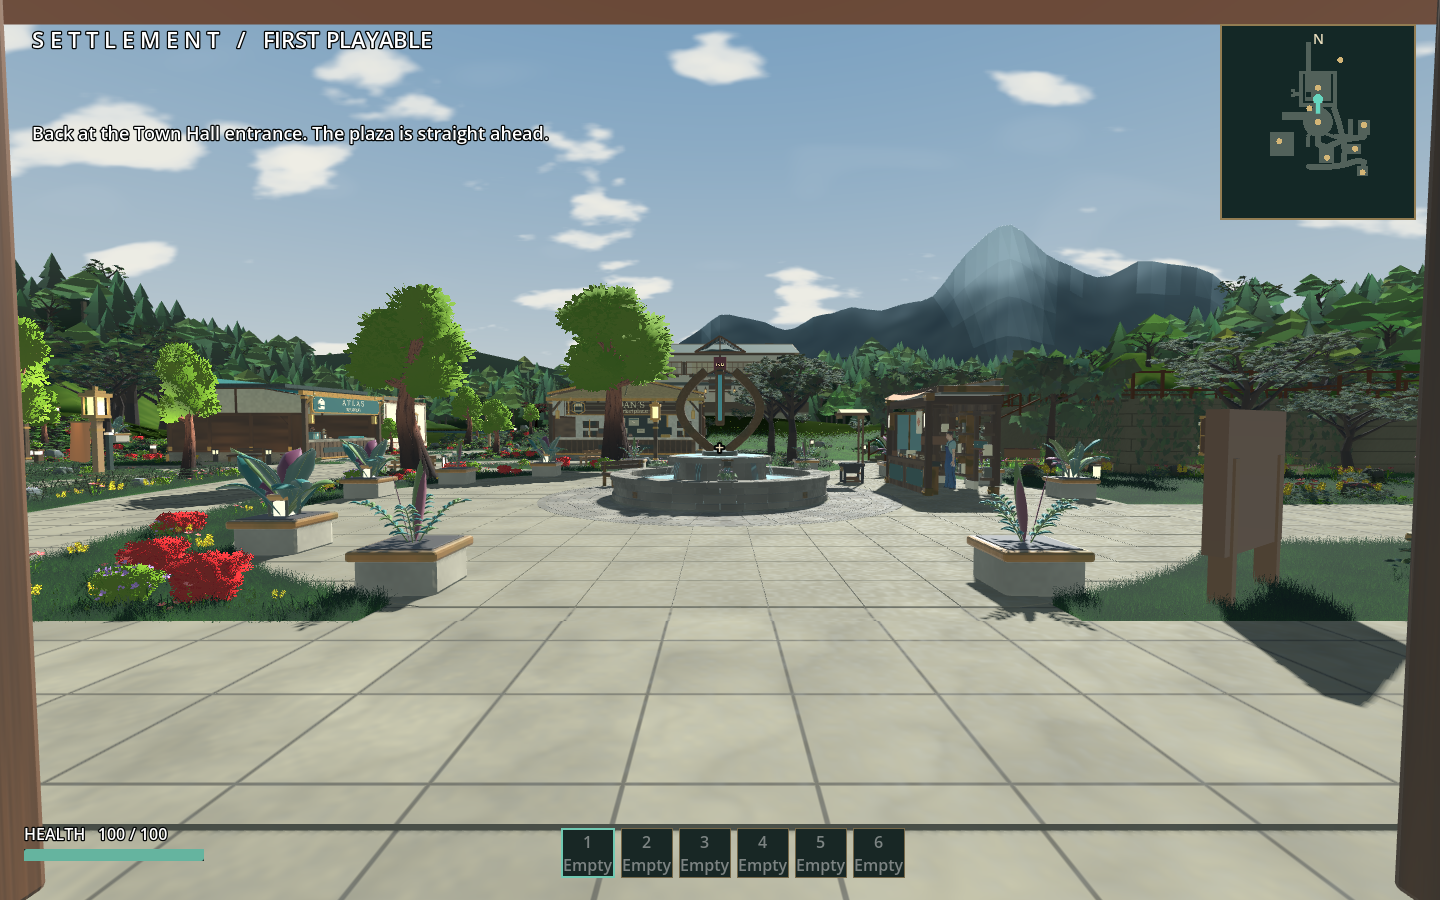 SETTLEMENT / FIRST PLAYABLE
N
Back at the Town Hall entrance. The plaza is straight ahead.
ATLAS
HEALTH 100 / 100
1 2 3 4 5 6
Empty Empty Empty Empty Empty Empty